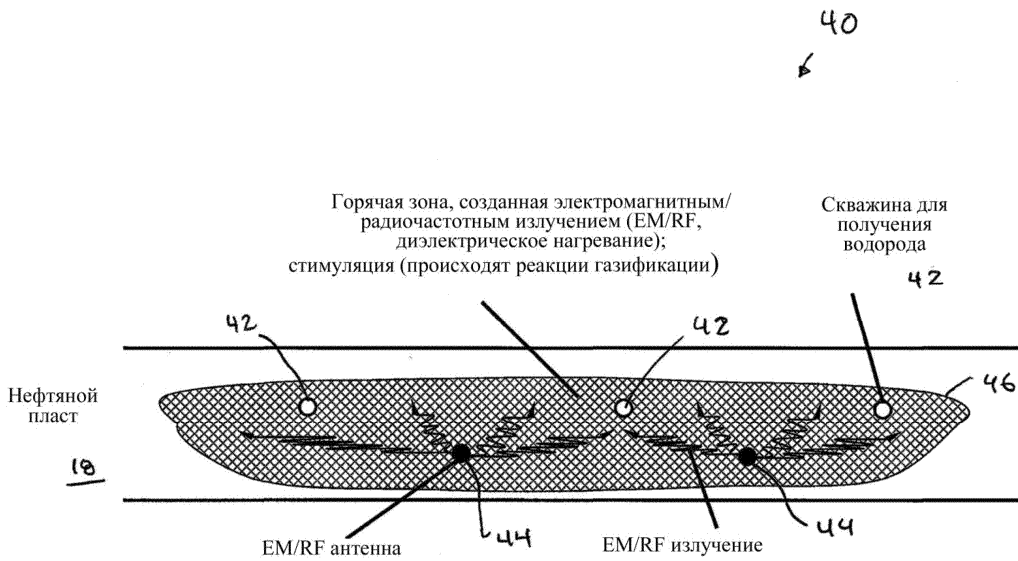 40
Горячая зона, созданная электромагнитным/
радиочастотным излучением (EM/RF,
диэлектрическое нагревание);
стимуляция (происходят реакции газификации)
Скважина для
получения
водорода
42
42
42
46
Нефтяной
пласт
18
44
44
EM/RF антенна
EM/RF излучение